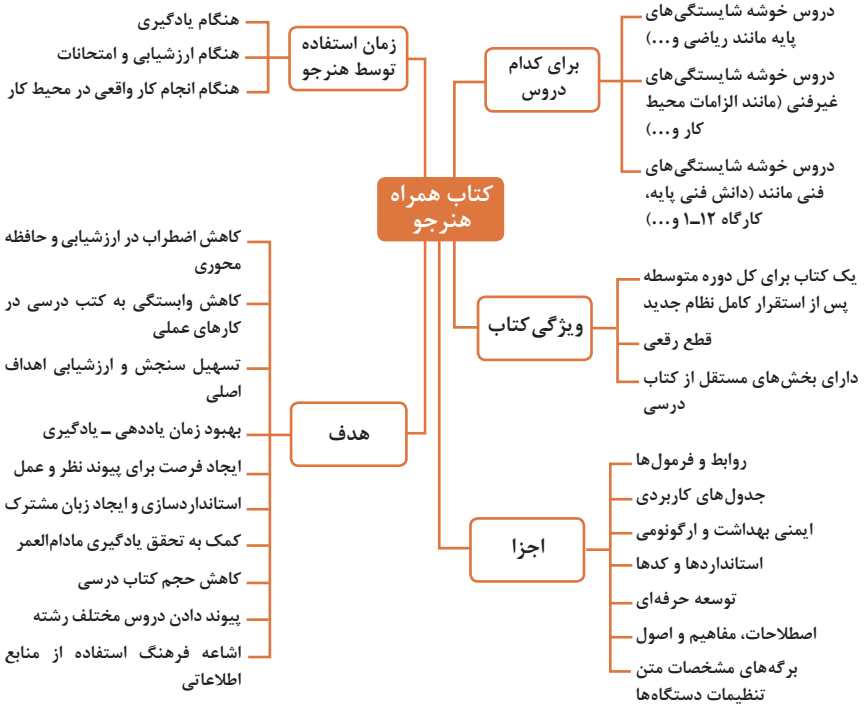 کتاب همراه
هنرجو
برای کدام
دروس
دروس خوشه شایستگی‌های
پایه مانند ریاضی و...)
دروس خوشه شایستگی‌های
غیرفنی (مانند الزامات محیط
کار و...)
دروس خوشه شایستگی‌های
فنی مانند (دانش فنی پایه،
کارگاه ۱۲ــ۱ و...)
ویژگی کتاب
یک کتاب برای کل دوره متوسطه
پس از استقرار کامل نظام جدید
قطع رقعی
دارای بخش‌های مستقل از کتاب
درسی
اجزا
روابط و فرمول‌ها
جدول‌های کاربردی
ایمنی بهداشت و ارگونومی
استانداردها و کدها
توسعه حرفه‌ای
اصطلاحات، مفاهیم و اصول
برگه‌های مشخصات متن
تنظیمات دستگاه‌ها
زمان استفاده
توسط هنرجو
هنگام یادگیری
هنگام ارزشیابی و امتحانات
هنگام انجام کار واقعی در محیط کار
هدف
کاهش اضطراب در ارزشیابی و حافظه
محوری
کاهش وابستگی به کتب درسی در
کارهای عملی
تسهیل سنجش و ارزشیابی اهداف
اصلی
بهبود زمان یاددهی ــ یادگیری
ایجاد فرصت برای پیوند نظر و عمل
استانداردسازی و ایجاد زبان مشترک
کمک به تحقق یادگیری مادام‌العمر
کاهش حجم کتاب درسی
پیوند دادن دروس مختلف رشته
اشاعه فرهنگ استفاده از منابع
اطلاعاتی